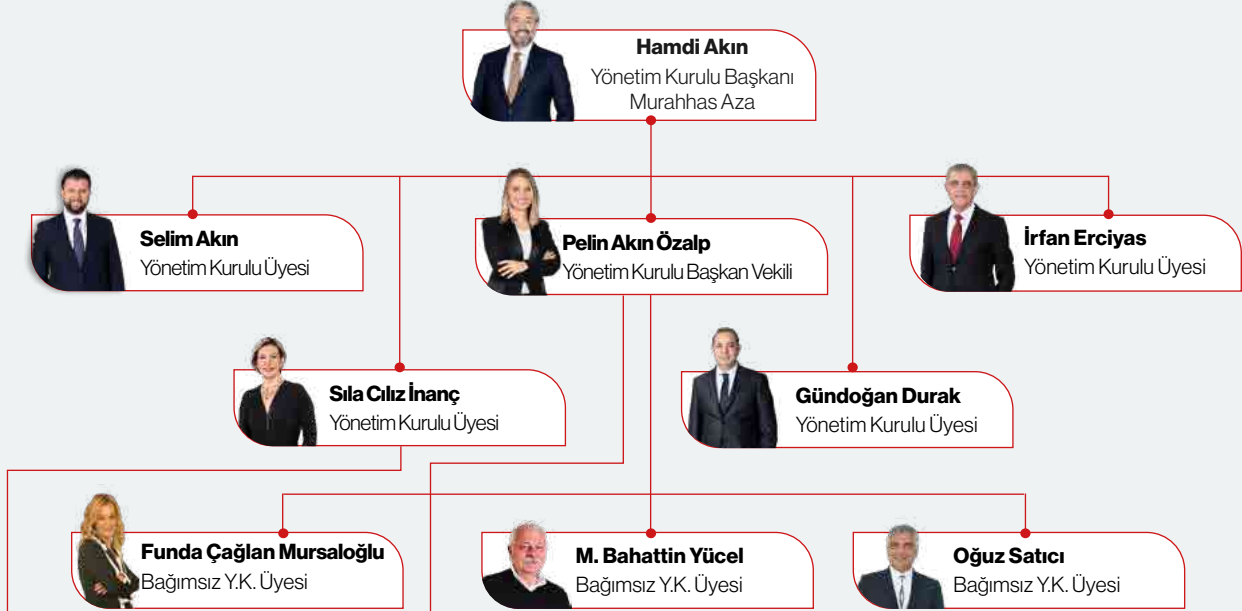 Hamdi Akın
Yönetim Kurulu Başkanı
Murahhas Aza
Selim Akın
Yönetim Kurulu Üyesi
Pelin Akın Özalp
Yönetim Kurulu Başkan Vekili
İrfan Erciyas
Yönetim Kurulu Üyesi
Sıla Cılız İnanç
Yönetim Kurulu Üyesi
Gündoğan Durak
Yönetim Kurulu Üyesi
Funda Çağlan Mursaloğlu
Bağımsız Y.K. Üyesi
M. Bahattin Yücel
Bağımsız Y.K. Üyesi
Oğuz Satıcı
Bağımsız Y.K. Üyesi